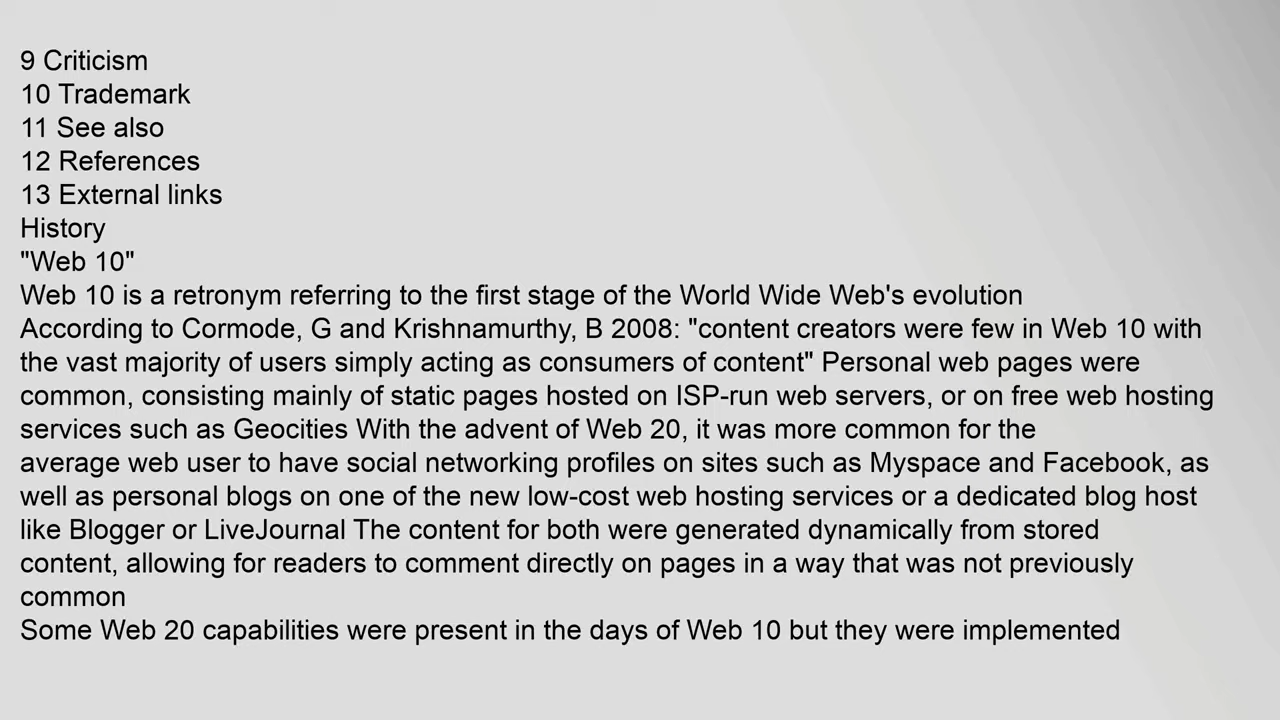 9 Criticism
10 Trademark
11 See also
12 References
13 External links
History
"Web 10"
Web 10 is a retronym referring to the first stage of the World Wide Web's evolution
According to Cormode, G and Krishnamurthy, B 2008: "content creators were few in Web 10 with
the vast majority of users simply acting as consumers of content" Personal web pages were
common, consisting mainly of static pages hosted on ISP-run web servers, or on free web hosting
services such as Geocities With the advent of Web 20, it was more common for the
average web user to have social networking profiles on sites such as Myspace and Facebook, as
well as personal blogs on one of the new low-cost web hosting services or a dedicated blog host
like Blogger or LiveJournal The content for both were generated dynamically from stored
content, allowing for readers to comment directly on pages in a way that was not previously
common
Some Web 20 capabilities were present in the days of Web 10 but they were implemented